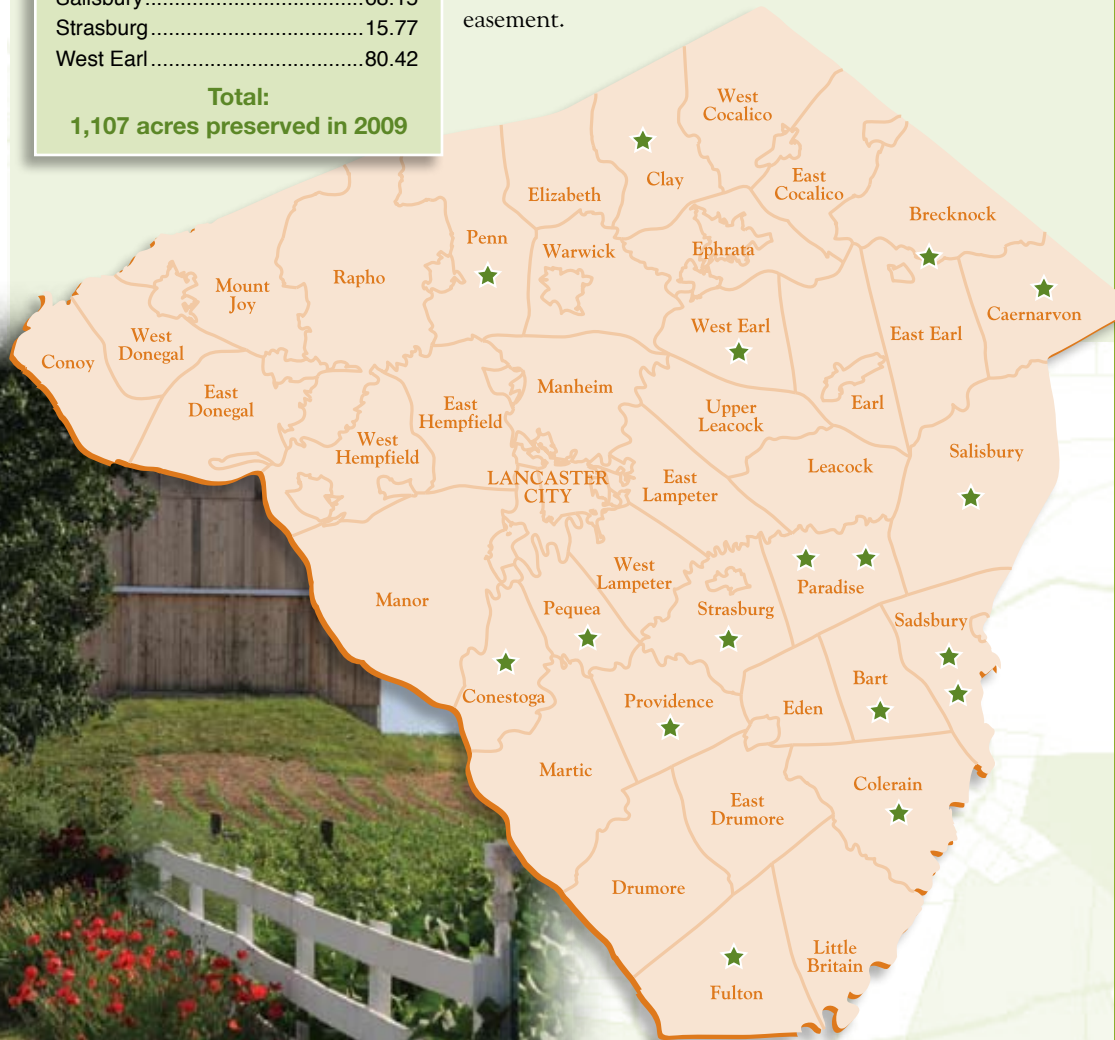 Strasburg....................................15.77
West Earl...................................80.42
Total:
1,107 acres preserved in 2009
easement.
West
Cocalico
Clay
East
Cocalico
Elizabeth
Brecknock
Penn
Warwick
Ephrata
Rapho
Mount
Joy
Caernarvon
West Earl
East Earl
West
Donegal
Conoy
Manheim
East
Donegal
East
Hempfield
Upper
Leacock
Earl
West
Hempfield
Salisbury
Leacock
LANCASTER
CITY
East
Lampeter
West
Lampeter
Paradise
Manor
Pequea
Strasburg
Sadsbury
Bart
Conestoga
Providence
Eden
Martic
Colerain
East
Drumore
Drumore
Little
Britain
Fulton